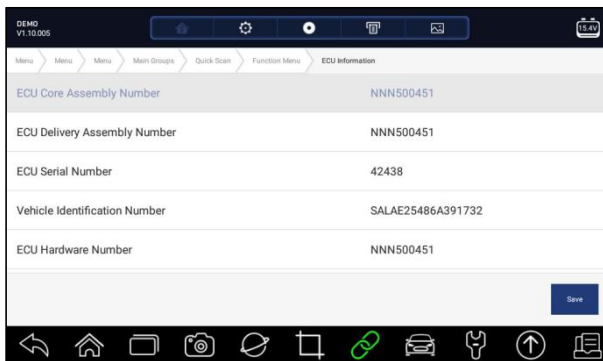 DEMO
V1.10.005
15.4V
Menu Menu Menu Main Groups Quick Scan Function Menu ECU Information
ECU Core Assembly Number NNN500451
ECU Delivery Assembly Number NNN500451
ECU Serial Number 42438
Vehicle Identification Number SALAE25486A391732
ECU Hardware Number NNN500451
Save